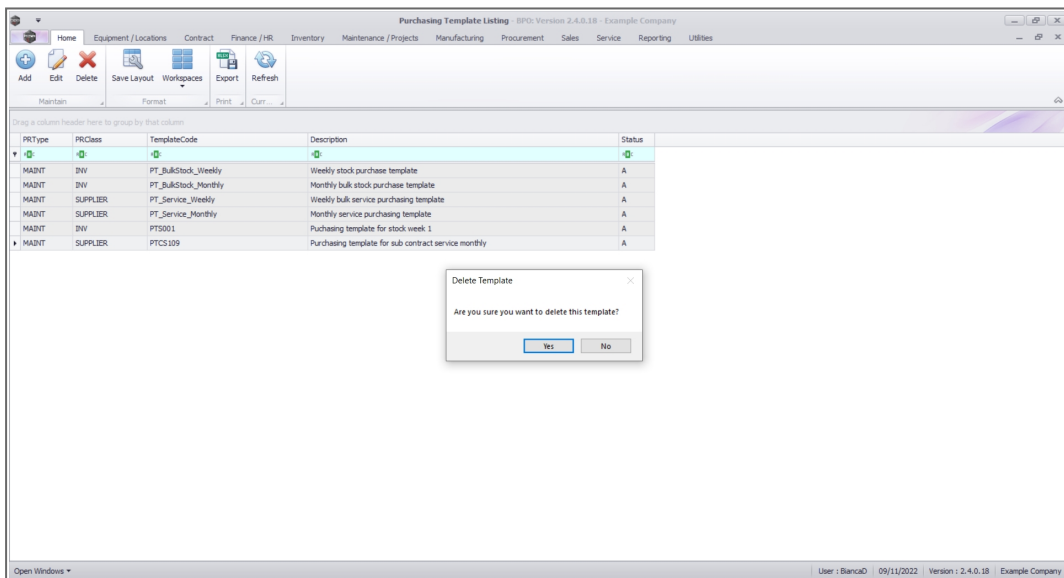 Purchasing Template Listing - BPO: Version 2.4.0.18 - Example Company
Home Equipment / Locations Contract Finance / HR Inventory Maintenance / Projects Manufacturing Procurement Sales Service Reporting Utilities
Add Edit Delete Save Layout Workspaces Export Refresh
Maintain Format Print Curr...
Drag a column header here to group by that column
PRType PRClass TemplateCode Description Status
MAINT INV PT_BulkStock_Weekly Weekly stock purchase template A
MAINT INV PT_BulkStock_Monthly Monthly bulk stock purchase template A
MAINT SUPPLIER PT_Service_Weekly Weekly bulk service purchasing template A
MAINT SUPPLIER PT_Service_Monthly Monthly service purchasing template A
MAINT INV PTS001 Puchasing template for stock week 1 A
MAINT SUPPLIER PTCS109 Purchasing template for sub contract service monthly A
Delete Template
Are you sure you want to delete this template?
Yes No
Open Windows User : BiancaD 09/11/2022 Version : 2.4.0.18 Example Company